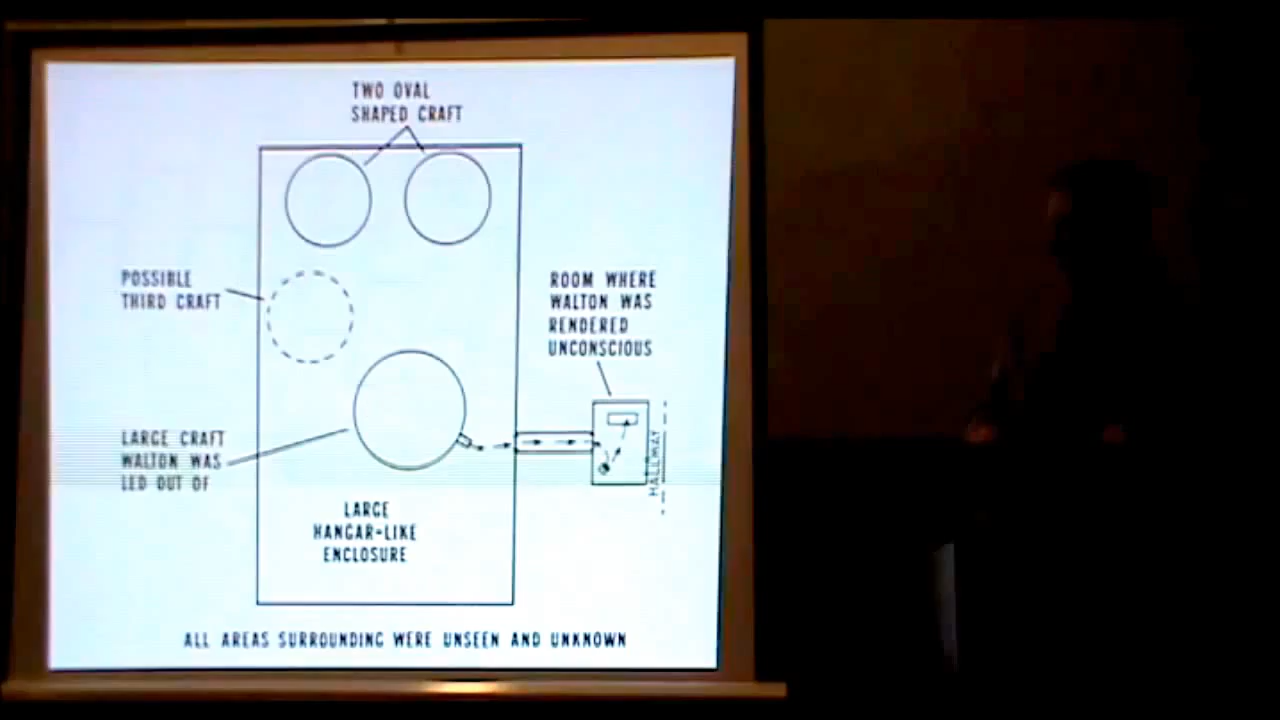 TWO OVAL
SHAPED CRAFT
POSSIBLE
THIRD CRAFT
ROOM WHERE
WALTON WAS
RENDERED
UNCONSCIOUS
LARGE CRAFT
WALTON WAS
LED OUT OF
HALLWAY
LARGE
HANGAR-LIKE
ENCLOSURE
ALL AREAS SURROUNDING WERE UNSEEN AND UNKNOWN